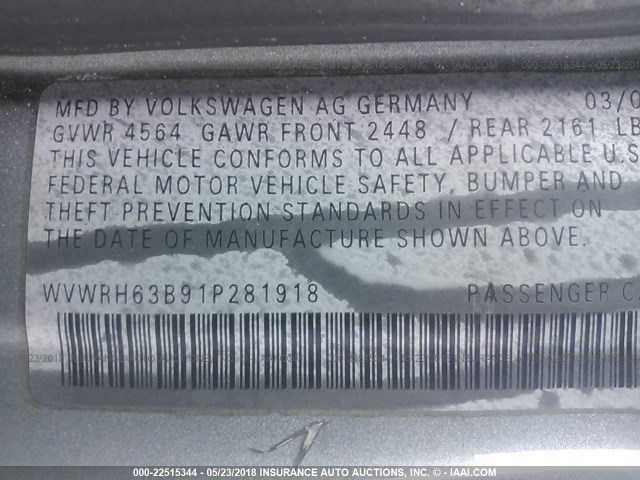 MFD BY VOLKSWAGEN AG GERMANY 03/0
GVWR 4564 GAWR FRONT 2448 / REAR 2161 LB
THIS VEHICLE CONFORMS TO ALL APPLICABLE U.S
FEDERAL MOTOR VEHICLE SAFETY, BUMPER AND
THEFT PREVENTION STANDARDS IN EFFECT ON
THE DATE OF MANUFACTURE SHOWN ABOVE.
WVWRH63B91P281918 PASSENGER C
000-22515344 - 05/23/2018 INSURANCE AUTO AUCTIONS, INC. - © - IAAI.COM